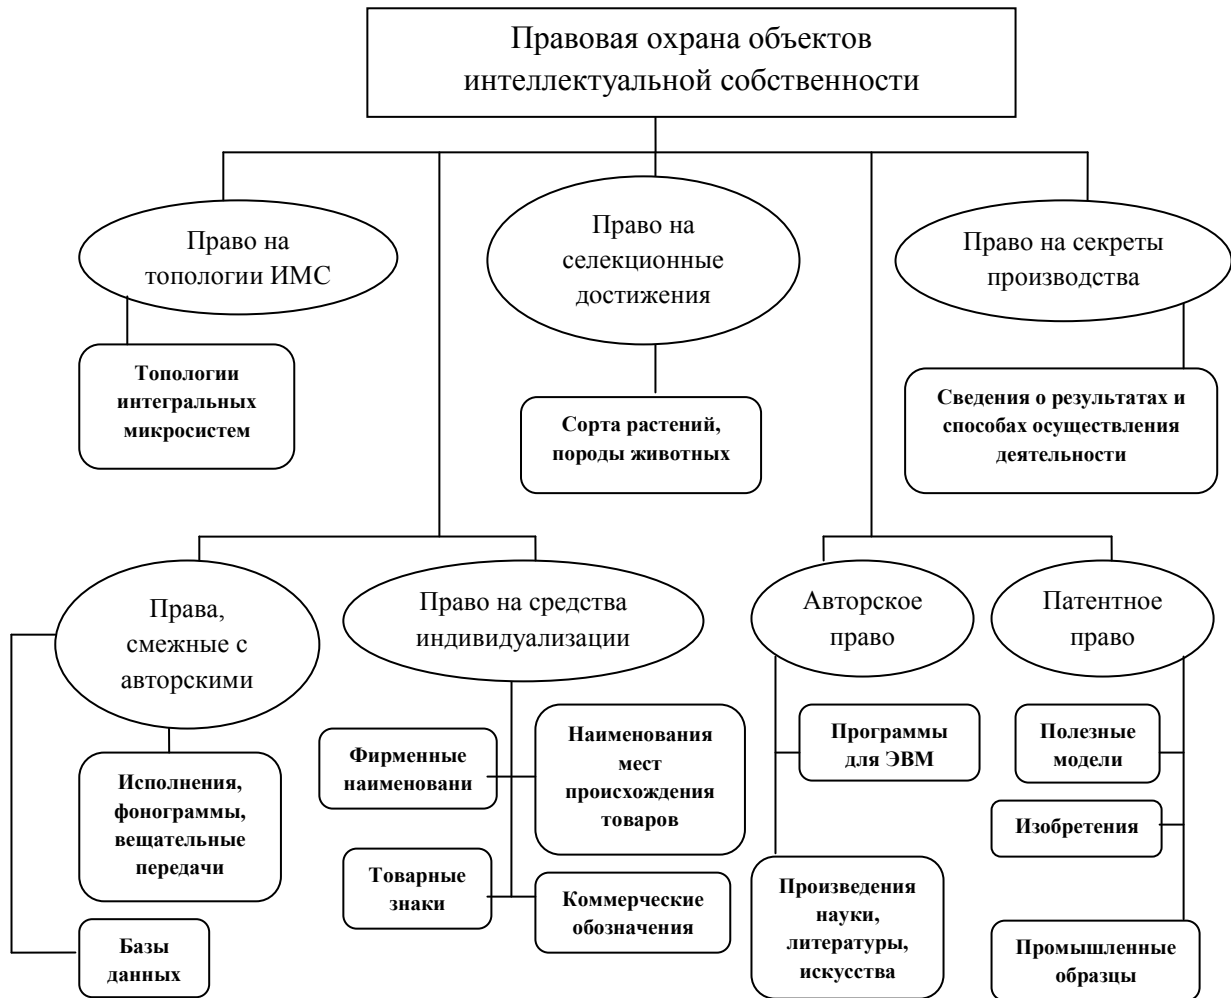 Правовая охрана объектов
интеллектуальной собственности
Право на
топологии ИМС
Право на
селекционные
достижения
Право на секреты
производства
Топологии
интегральных
микросистем
Сорта растений,
породы животных
Сведения о результатах и
способах осуществления
деятельности
Права,
смежные с
авторскими
Право на средства
индивидуализации
Авторское
право
Патентное
право
Исполнения,
фонограммы,
вещательные
передачи
Базы
данных
Фирменные
наименовани
Наименования
мест
происхождения
товаров
Товарные
знаки
Коммерческие
обозначения
Программы
для ЭВМ
Произведения
науки,
литературы,
искусства
Полезные
модели
Изобретения
Промышленные
образцы